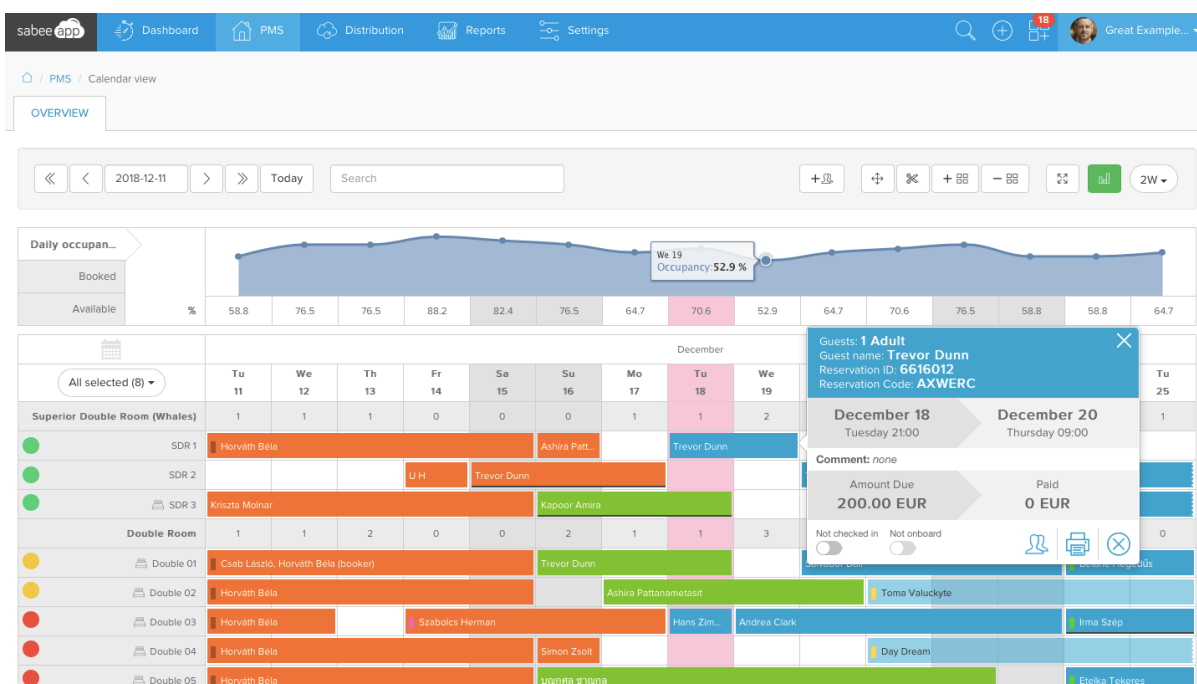 sabee app Dashboard PMS Distribution Reports Settings 18 Great Example...
/ PMS / Calendar view
OVERVIEW
2018-12-11 Today Search 2W
Daily occupan...
Booked
Available %
We 19
Occupancy: 52.9 %
58.8 76.5 76.5 88.2 82.4 76.5 64.7 70.6 52.9 64.7 70.6 76.5 58.8 58.8 64.7
December
All selected (8)
Tu We Th Fr Sa Su Mo Tu We Tu
11 12 13 14 15 16 17 18 19 25
Guests: 1 Adult
Guest name: Trevor Dunn
Reservation ID: 6616012
Reservation Code: AXWERC
December 18 December 20
Tuesday 21:00 Thursday 09:00
Comment: none
Amount Due Paid
200.00 EUR 0 EUR
Not checked in Not onboard
Superior Double Room (Whales) 1 1 1 0 0 0 1 1 2 1
SDR 1 Horváth Béla Ashira Patt... Trevor Dunn
SDR 2 U H Trevor Dunn
SDR 3 Kriszta Molnar Kapoor Amira
Double Room 1 1 2 0 0 2 1 1 3 0
Double 01 Csab László, Horváth Béla (booker) Trevor Dunn
Double 02 Horváth Béla Ashira Pattanametasit Toma Valuckyte
Double 03 Horváth Béla Szabolcs Herman Hans Zim... Andrea Clark Irma Szép
Double 04 Horváth Béla Simon Zsolt Day Dream
Double 05 Horváth Béla บุญกุศล ชาญกล Etelka Tekeres